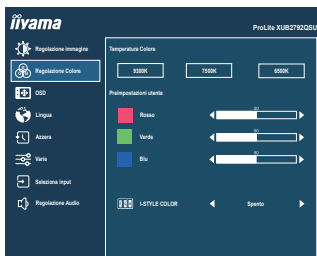 iiyama
ProLite XUB2792QSU
Regolazione immagine
Regolazione Colore
OSD
Lingua
Azzera
Varie
Seleziona input
Regolazione Audio
Temperatura Colore
9300K 7500K 6500K
Preimpostazioni utente
Rosso 50
Verde 50
Blu 50
I-STYLE COLOR Spento